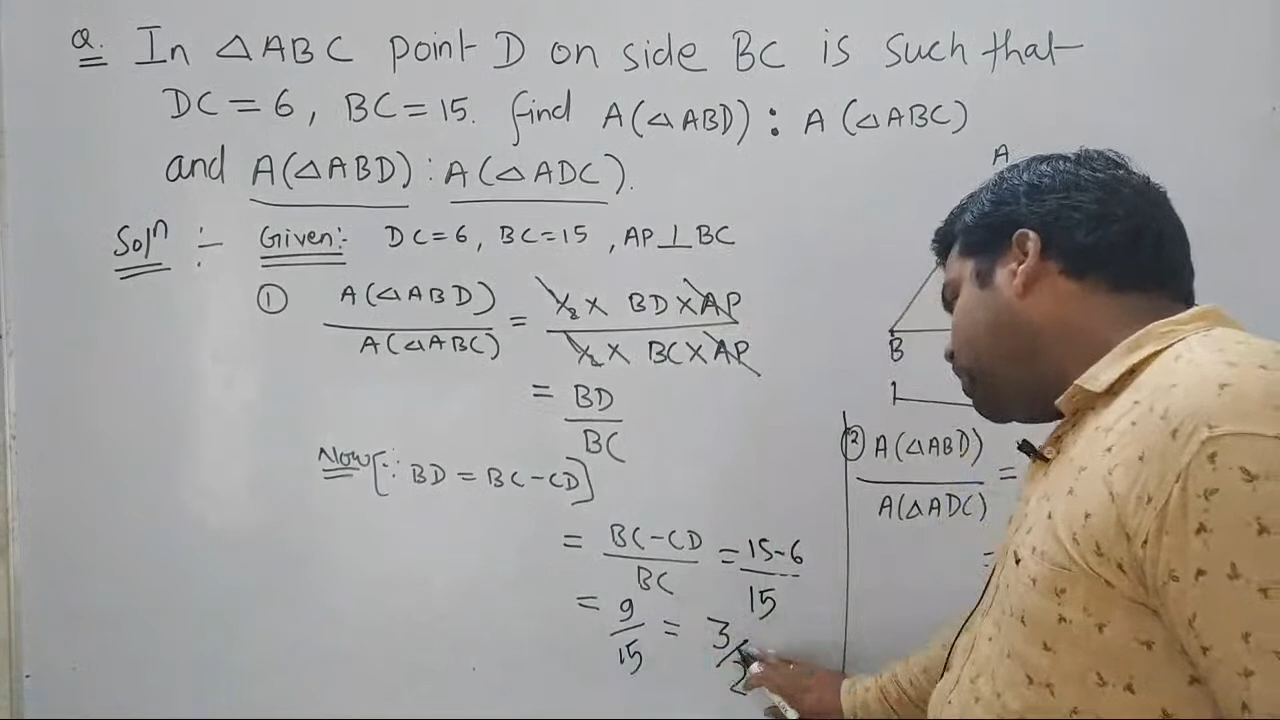 Q. In △ABC point D on side BC is such that
DC = 6, BC = 15. find A(△ABD) : A(△ABC)
and A(△ABD) : A(△ADC).
Solⁿ :- Given:- DC=6, BC=15, AP⊥BC
① A(△ABD) / A(△ABC) = ½ × BD × AP / ½ × BC × AP
= BD / BC
Now [∵ BD = BC-CD]
= BC-CD / BC = 15-6 / 15
= 9 / 15 = 3/
A
B
② A(△ABD) / A(△ADC) =
=